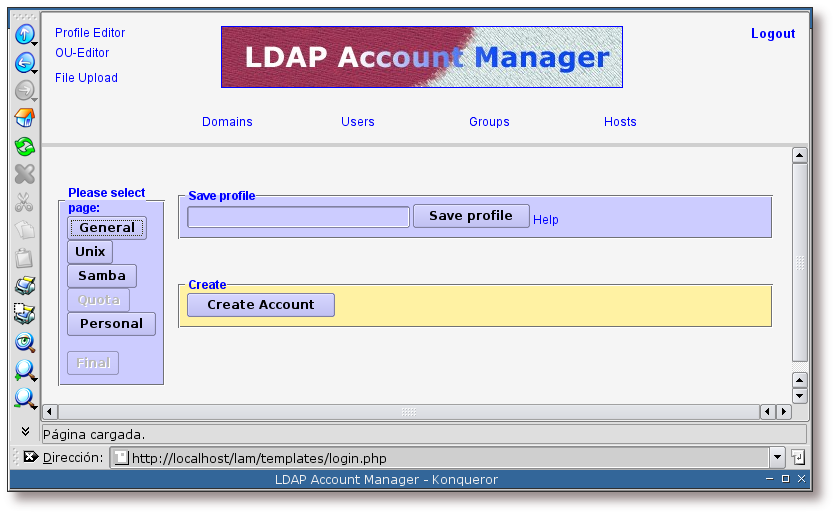 Profile Editor
OU-Editor
File Upload
LDAP Account Manager
Logout
Domains Users Groups Hosts
Please select
page:
General
Unix
Samba
Quota
Personal
Final
Save profile
Save profile Help
Create
Create Account
Página cargada.
Dirección: http://localhost/lam/templates/login.php
LDAP Account Manager - Konqueror